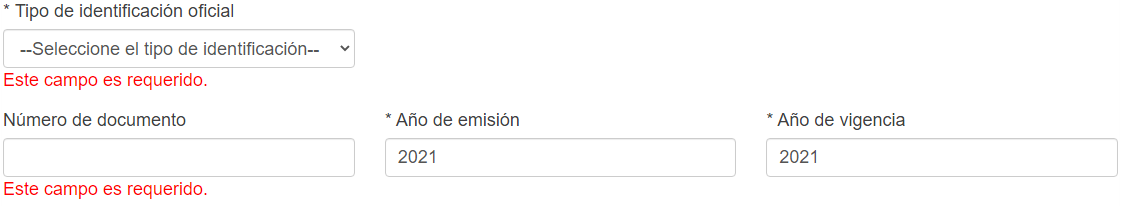 * Tipo de identificación oficial
--Seleccione el tipo de identificación--
Este campo es requerido.
Número de documento
* Año de emisión
* Año de vigencia
2021
2021
Este campo es requerido.